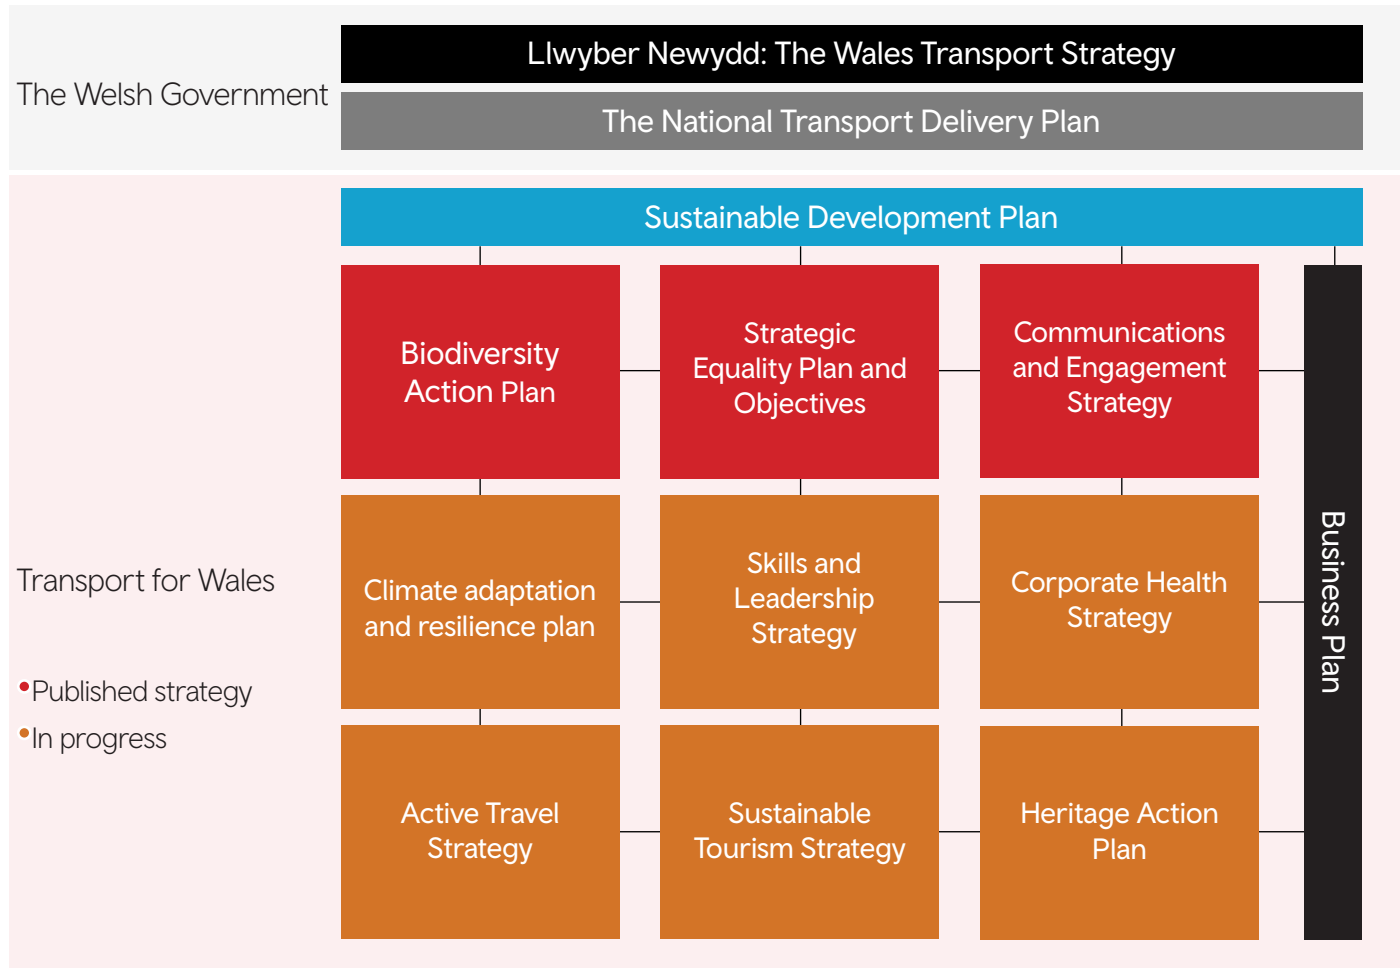 The Welsh Government
Llwyber Newydd: The Wales Transport Strategy
The National Transport Delivery Plan
Sustainable Development Plan
Biodiversity
Action Plan
Strategic
Equality Plan and
Objectives
Communications
and Engagement
Strategy
Transport for Wales
Climate adaptation
and resilience plan
Skills and
Leadership
Strategy
Corporate Health
Strategy
Business Plan
•Published strategy
•In progress
Active Travel
Strategy
Sustainable
Tourism Strategy
Heritage Action
Plan